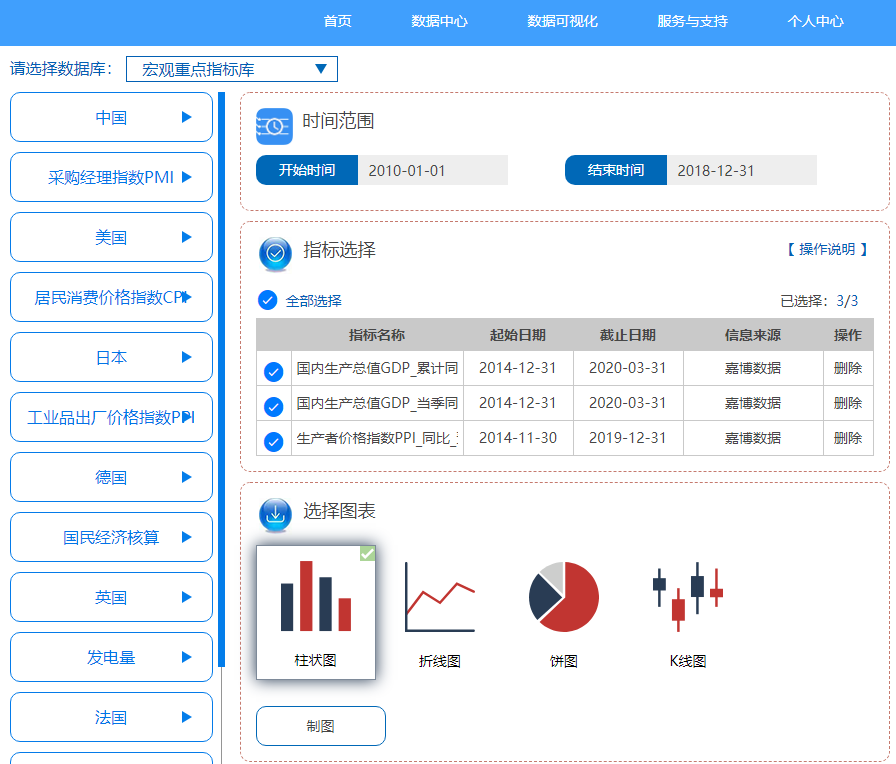 首页 数据中心 数据可视化 服务与支持 个人中心
请选择数据库: 宏观重点指标库
中国
采购经理指数PMI
美国
居民消费价格指数CPI
日本
工业品出厂价格指数PPI
德国
国民经济核算
英国
发电量
法国
时间范围
开始时间 2010-01-01 结束时间 2018-12-31
指标选择 【 操作说明 】
全部选择 已选择: 3/3
指标名称 起始日期 截止日期 信息来源 操作
国内生产总值GDP_累计同 2014-12-31 2020-03-31 嘉博数据 删除
国内生产总值GDP_当季同 2014-12-31 2020-03-31 嘉博数据 删除
生产者价格指数PPI_同比_ 2014-11-30 2019-12-31 嘉博数据 删除
选择图表
柱状图 折线图 饼图 K线图
制图